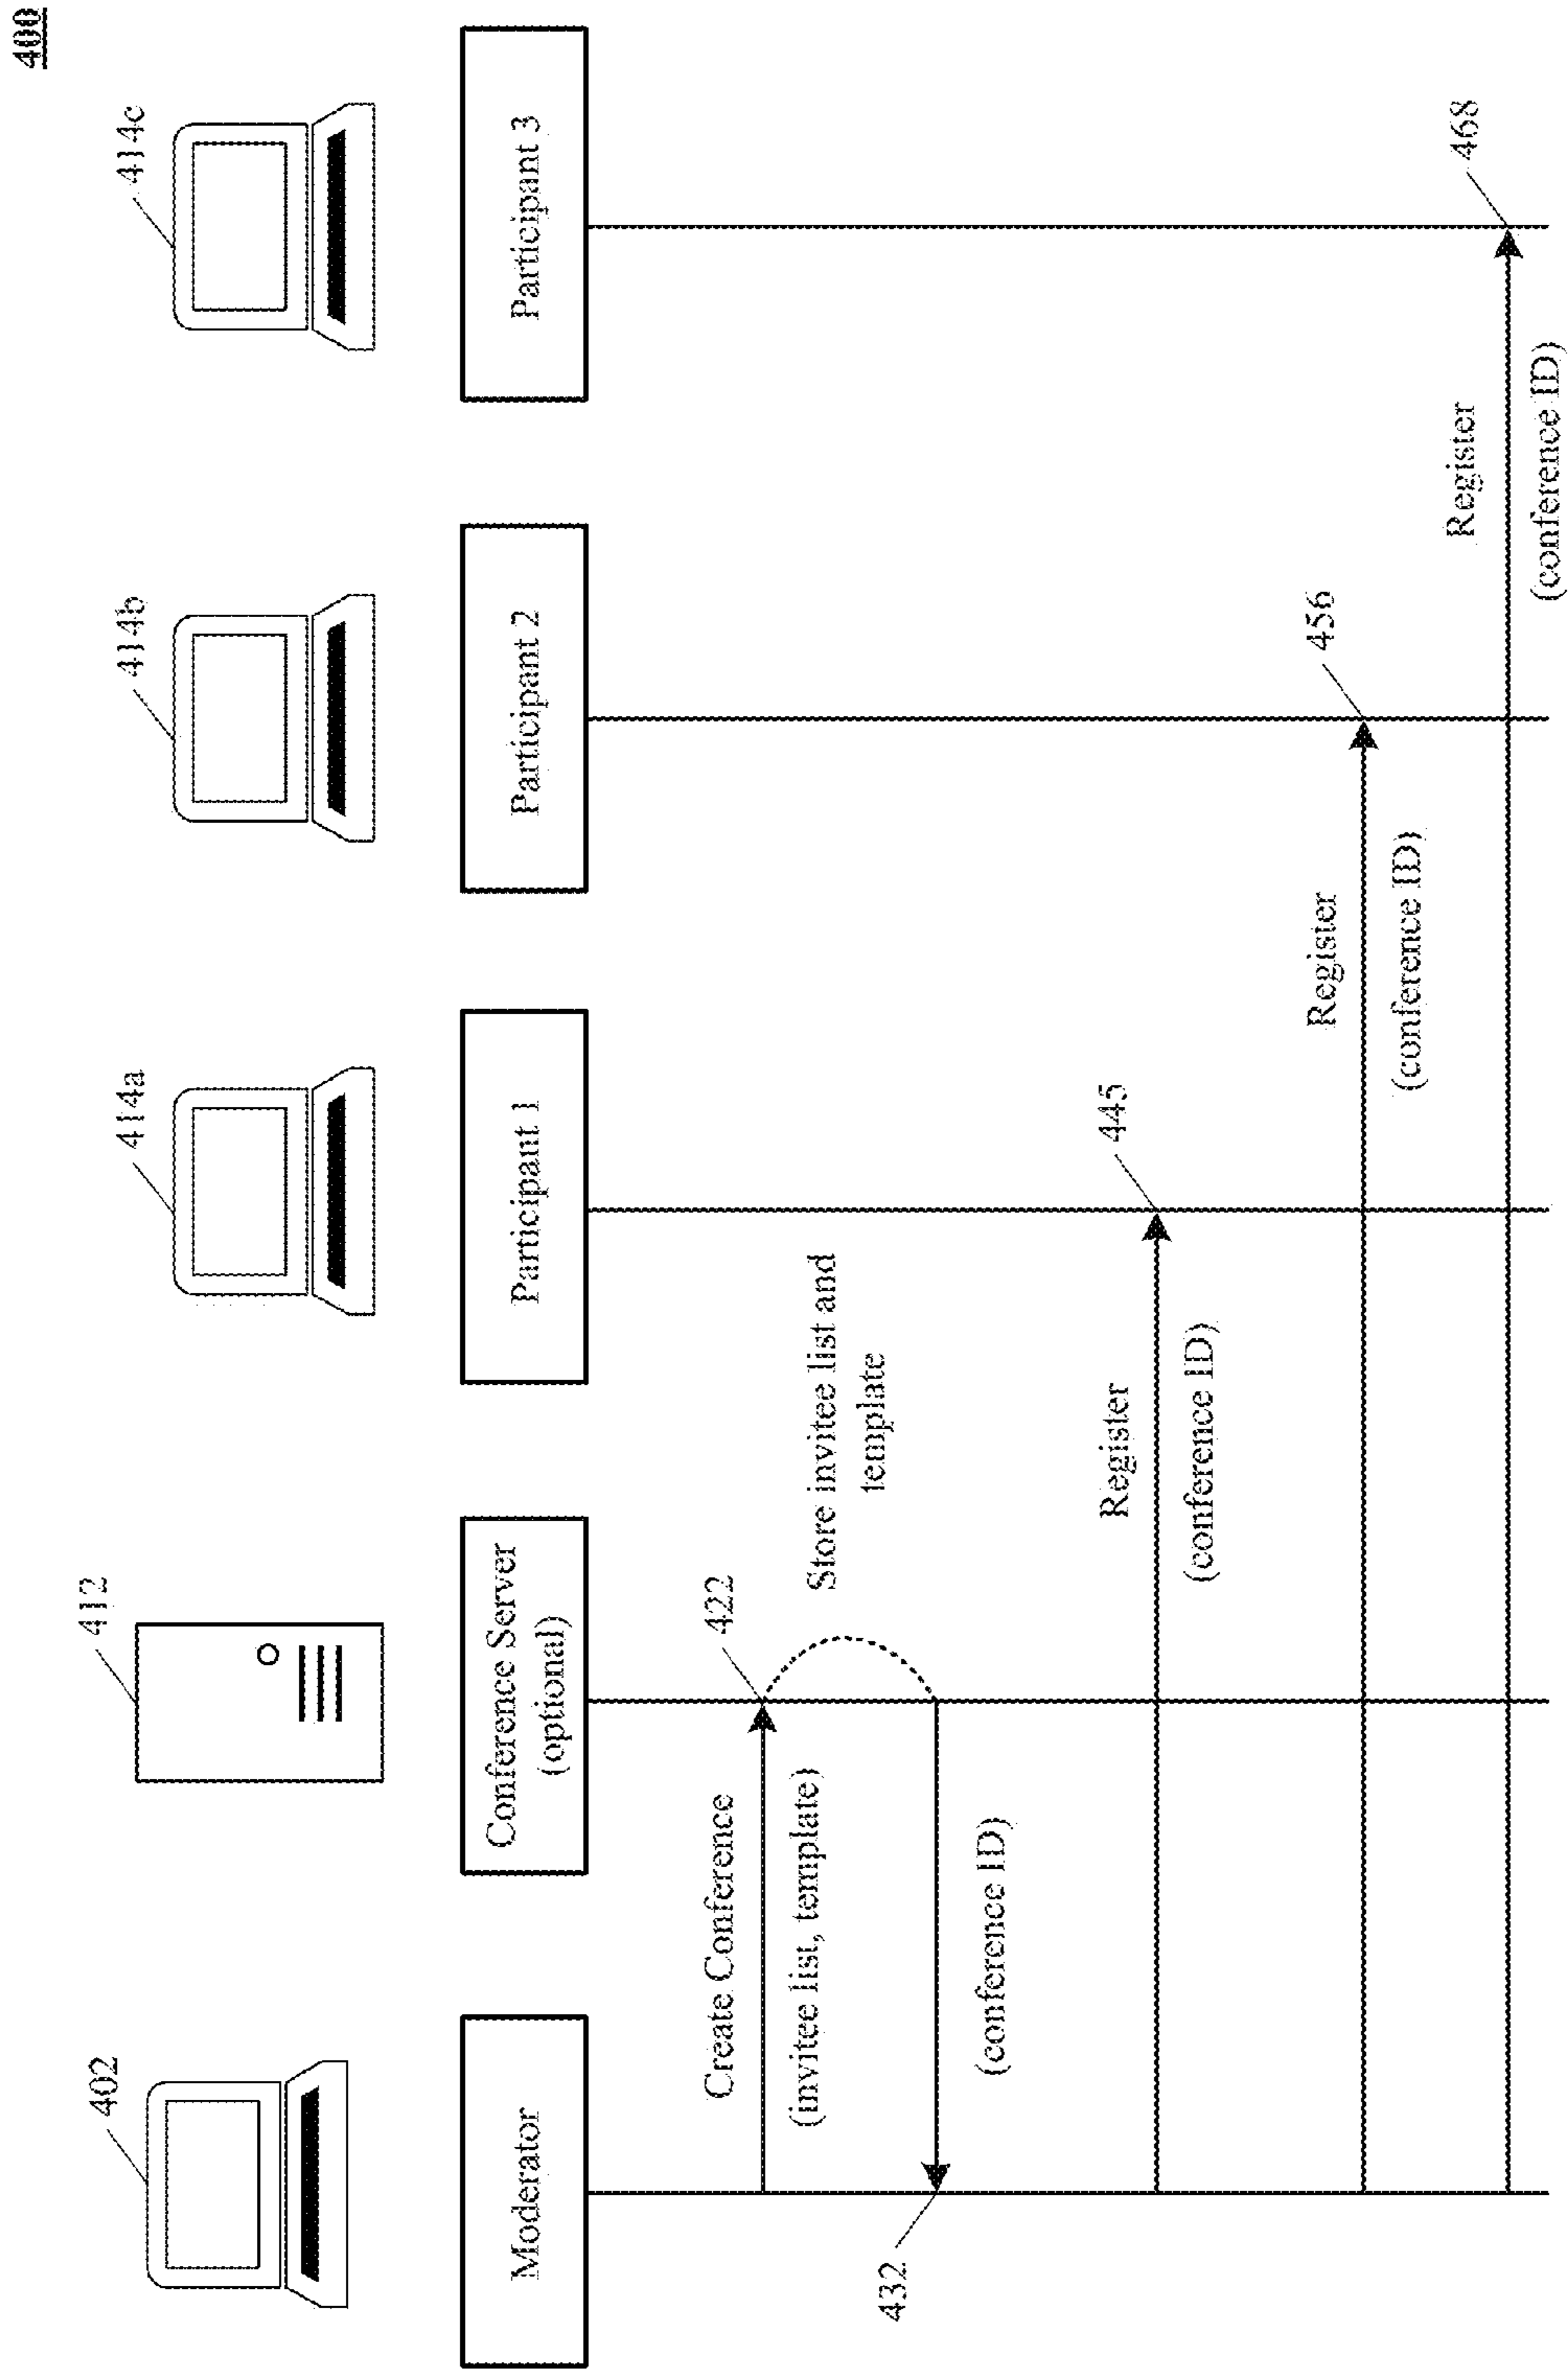 400
402
412
414a
414b
414c
Moderator
Conference Server
(optional)
Participant 1
Participant 2
Participant 3
Create Conference
422
(invitee list, template)
Store invitee list and
template
432
(conference ID)
Register
445
(conference ID)
Register
456
(conference ID)
Register
468
(conference ID)